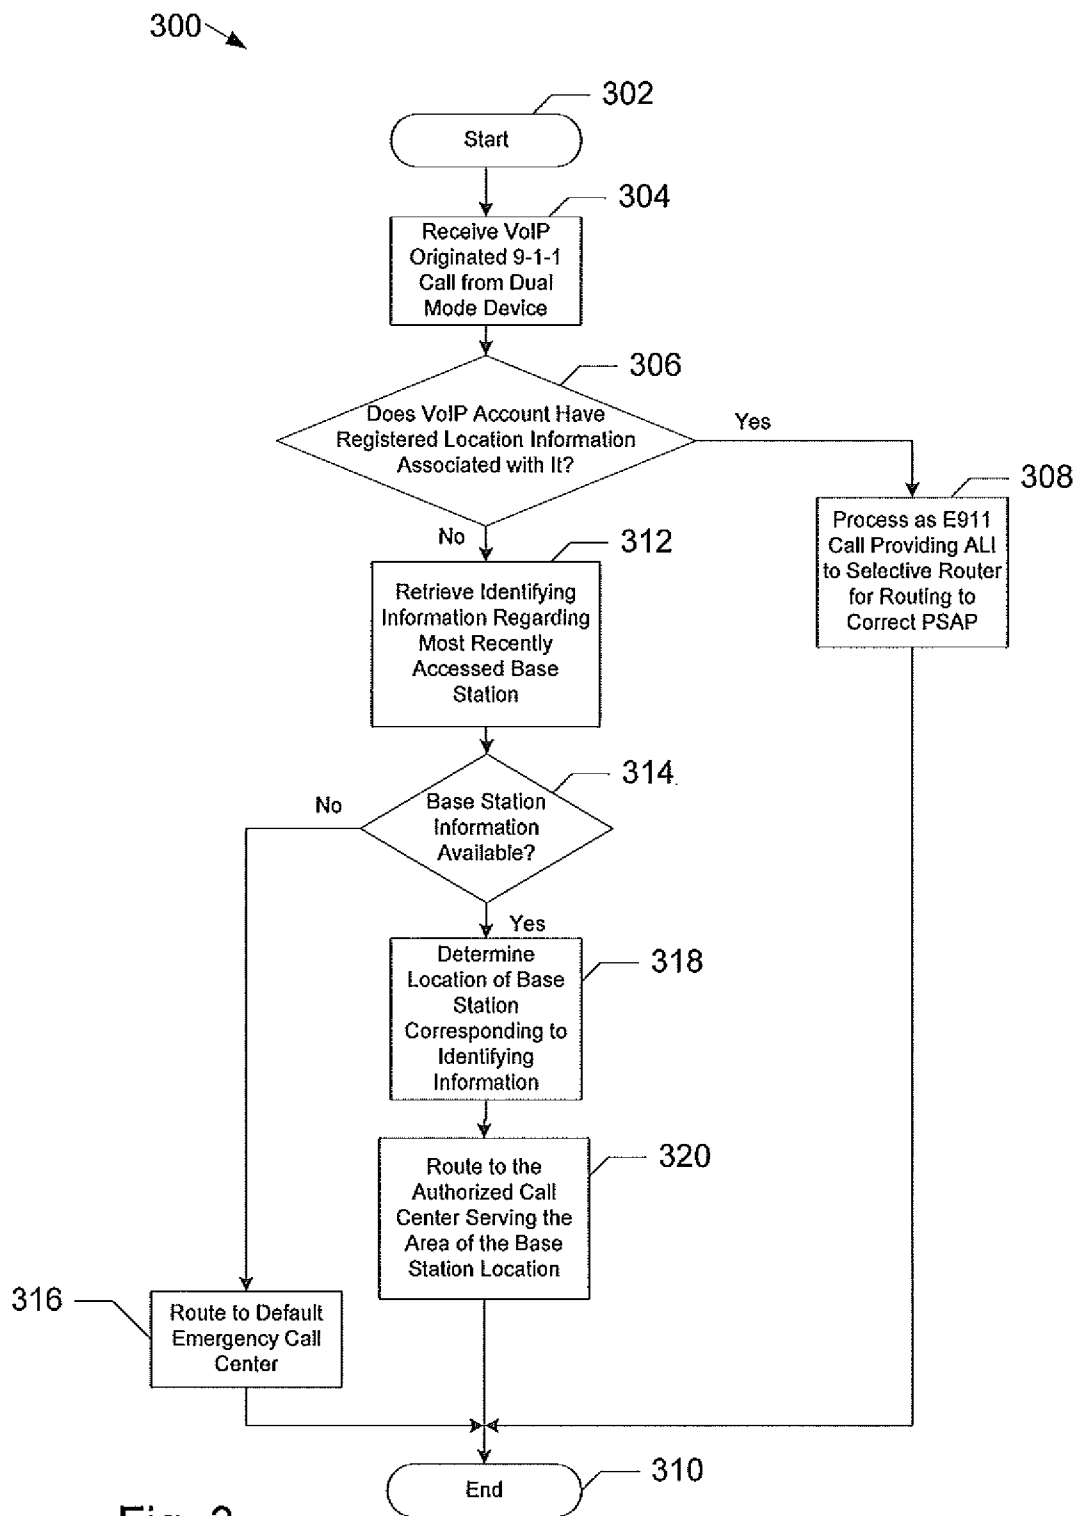 300
302
Start
304
Receive VoIP
Originated 9-1-1
Call from Dual
Mode Device
306
Does VoIP Account Have
Registered Location Information
Associated with It?
Yes
308
Process as E911
Call Providing ALI
to Selective Router
for Routing to
Correct PSAP
No
312
Retrieve Identifying
Information Regarding
Most Recently
Accessed Base
Station
314
Base Station
Information
Available?
No
Yes
318
Determine
Location of Base
Station
Corresponding to
Identifying
Information
320
Route to the
Authorized Call
Center Serving the
Area of the Base
Station Location
316
Route to Default
Emergency Call
Center
310
End